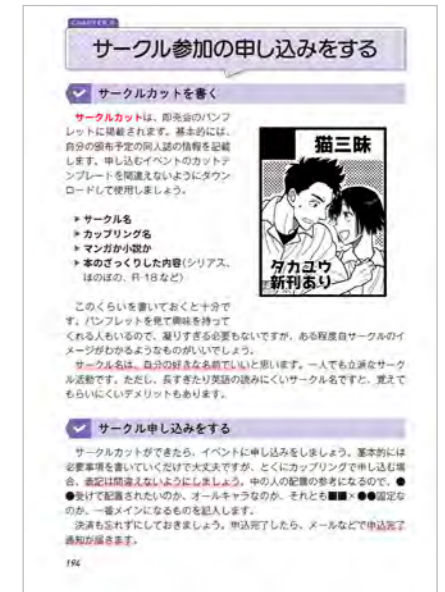 CHAPTER 6
サークル参加の申し込みをする
サークルカットを書く
サークルカットは、即売会のパンフ
レットに掲載されます。基本的には、
自分の頒布予定の同人誌の情報を記載
します。申し込むイベントのカットテ
ンプレートを間違えないようにダウン
ロードして使用しましょう。
▶サークル名
▶カップリング名
▶マンガか小説か
▶本のざっくりした内容(シリアス、
ほのぼの、R-18など)
猫三昧
タカユウ
新刊あり
このくらいを書いておくと十分で
す。パンフレットを見て興味を持って
くれる人もいるので、凝りすぎる必要もないですが、ある程度自サークルのイ
メージがわかるようなものがいいでしょう。
サークル名は、自分の好きな名前でいいと思います。一人でも立派なサーク
ル活動です。ただし、長すぎたり英語の読みにくいサークル名ですと、覚えて
もらいにくいデメリットもあります。
サークル申し込みをする
サークルカットができたら、イベントに申し込みをしましょう。基本的には
必要事項を書いていくだけで大丈夫ですが、とくにカップリングで申し込む場
合、表記は間違えないようにしましょう。中の人の配置の参考になるので、●
●受けで配置されたいのか、オールキャラなのか、それとも■■×●●固定な
のか、一番メインになるものを記入します。
決済も忘れずにしておきましょう。申込完了したら、メールなどで申込完了
通知が届きます。
194